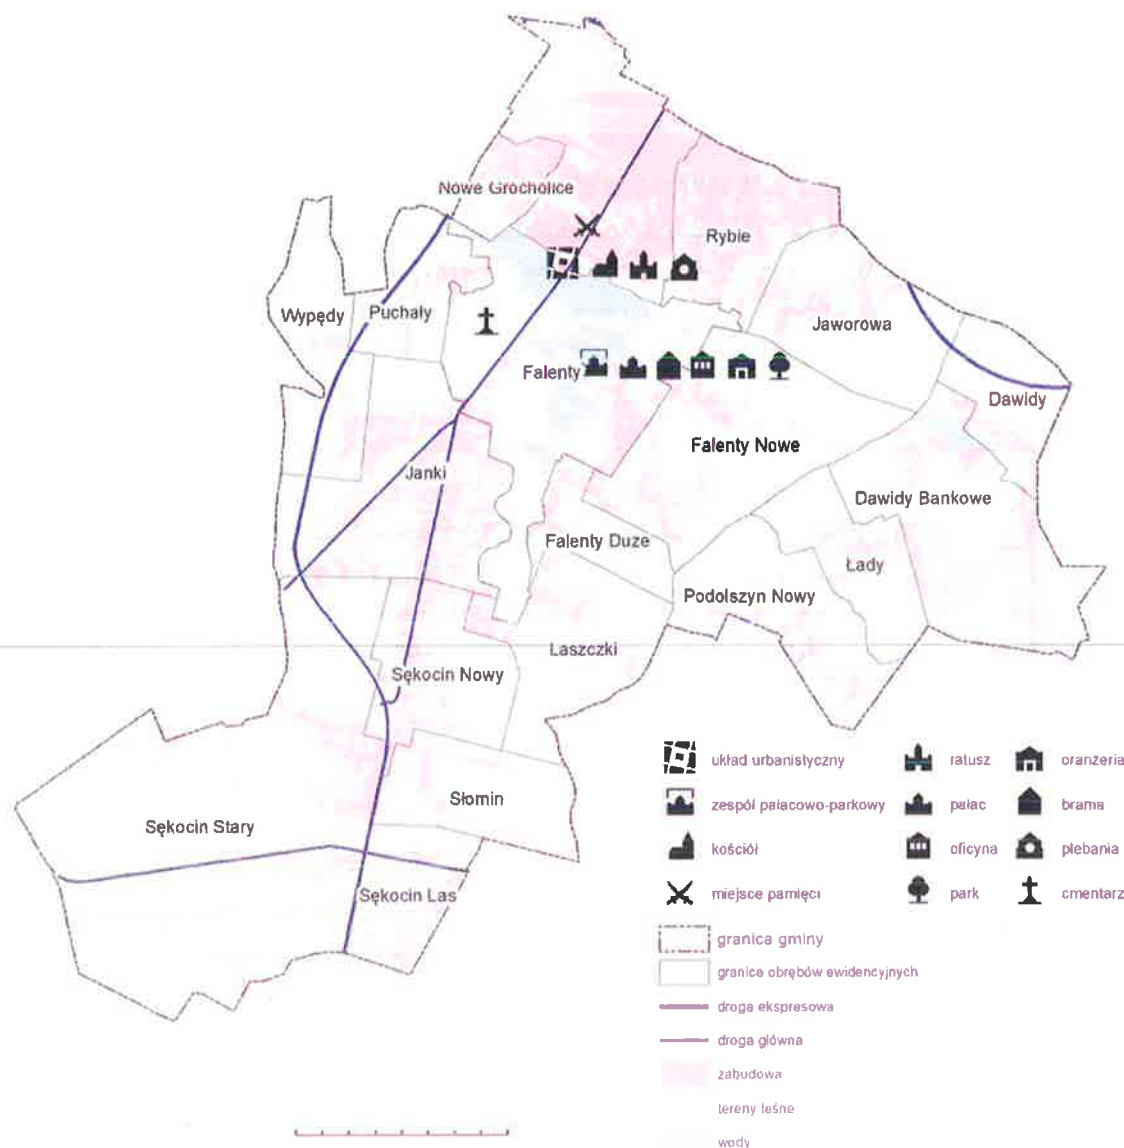 Nowe Grocholice
Rybie
Wypędy
Puchały
Jaworowa
Falenty
Dawidy
Falenty Nowe
Janki
Dawidy Bankowe
Falenty Duze
Łady
Podolszyn Nowy
Laszczki
Sękocin Nowy
Słomin
Sękocin Stary
Sękocin Las
układ urbanistyczny
ratusz
oranżeria
zespół pałacowo-parkowy
pałac
brama
kościół
oficyna
plebania
miejsce pamięci
park
cmentarz
granica gminy
granice obrębów ewidencyjnych
droga ekspresowa
droga główna
zabudowa
tereny leśne
wody